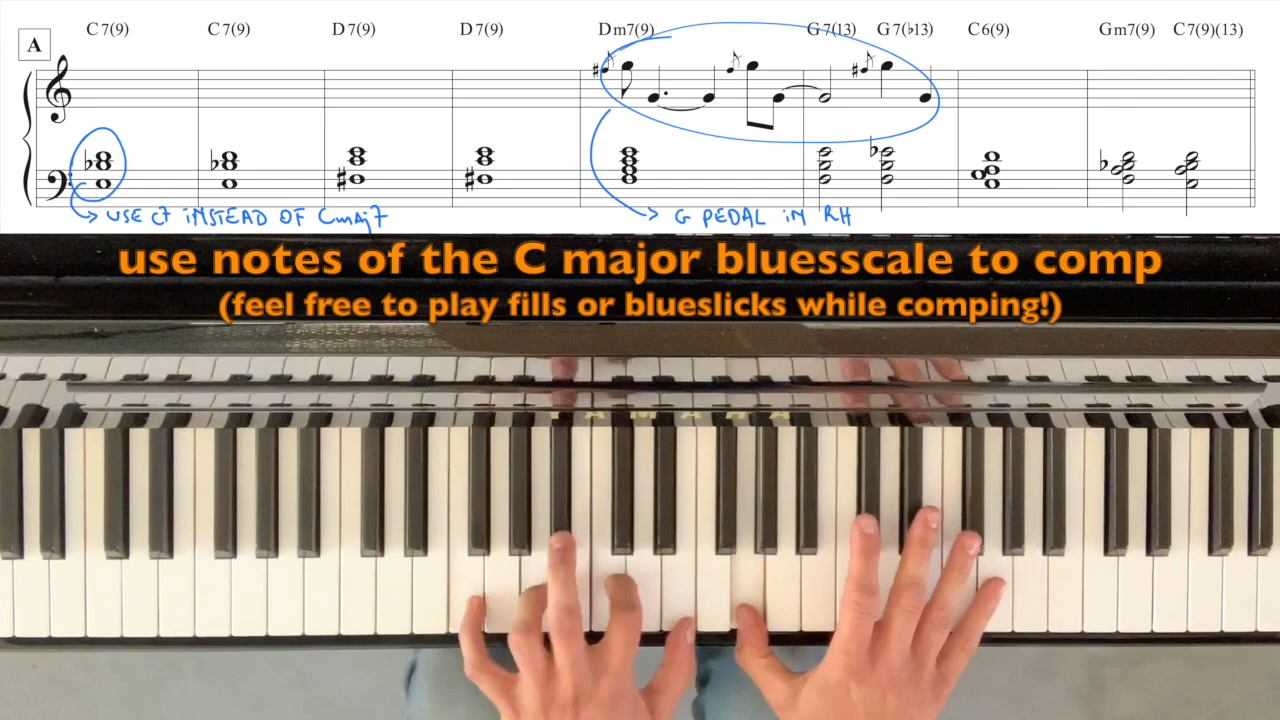 C7(9) C7(9) D7(9) D7(9) Dm7(9) G7(13) G7(♭13) C6(9) Gm7(9) C7(9)(13)
A
USE C7 INSTEAD OF Cmaj7 G PEDAL IN RH
use notes of the C major bluesscale to comp
(feel free to play fills or blueslicks while comping!)
YAMAHA